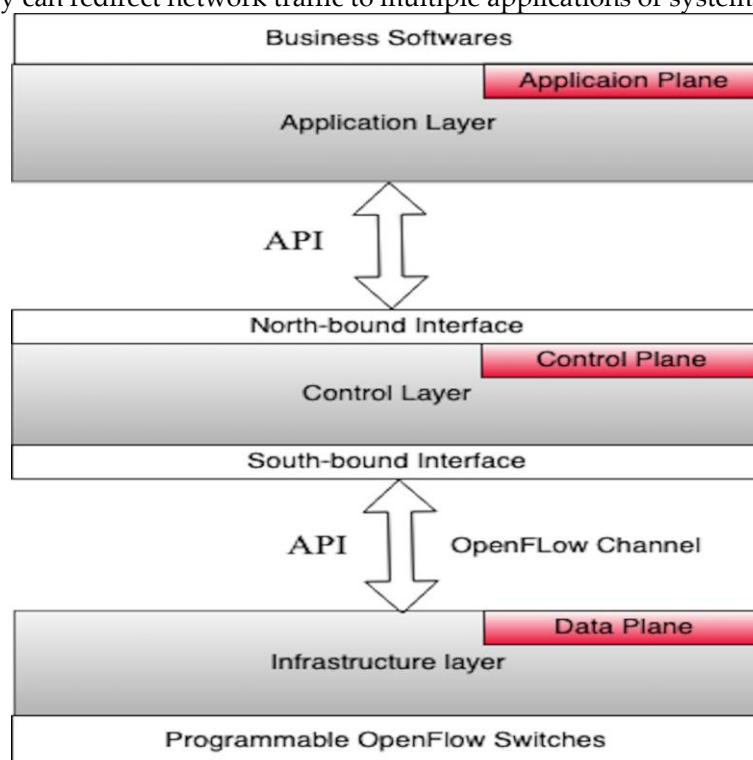 y can redirect network traffic to multiple applications or system
Business Softwares
Applicaion Plane
Application Layer
API
North-bound Interface
Control Plane
Control Layer
South-bound Interface
API OpenFLow Channel
Data Plane
Infrastructure layer
Programmable OpenFlow Switches